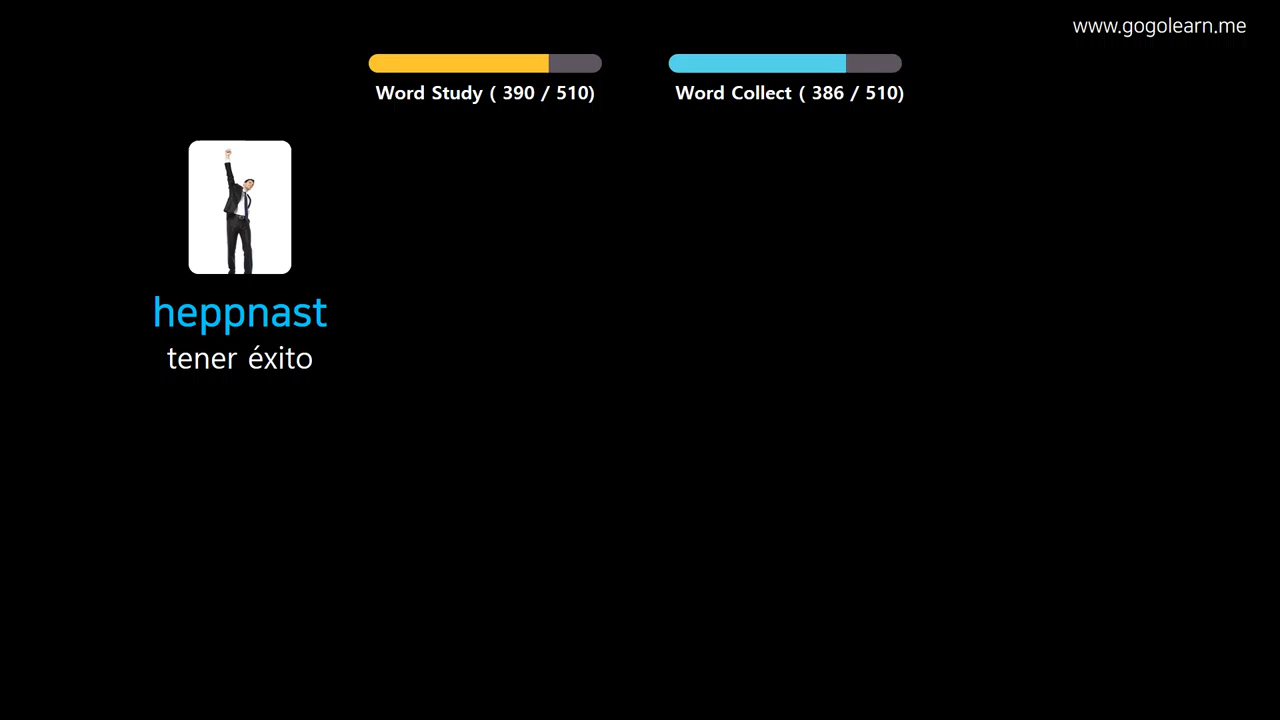 www.gogolearn.me
Word Study ( 390 / 510)
Word Collect ( 386 / 510)
heppnast
tener éxito